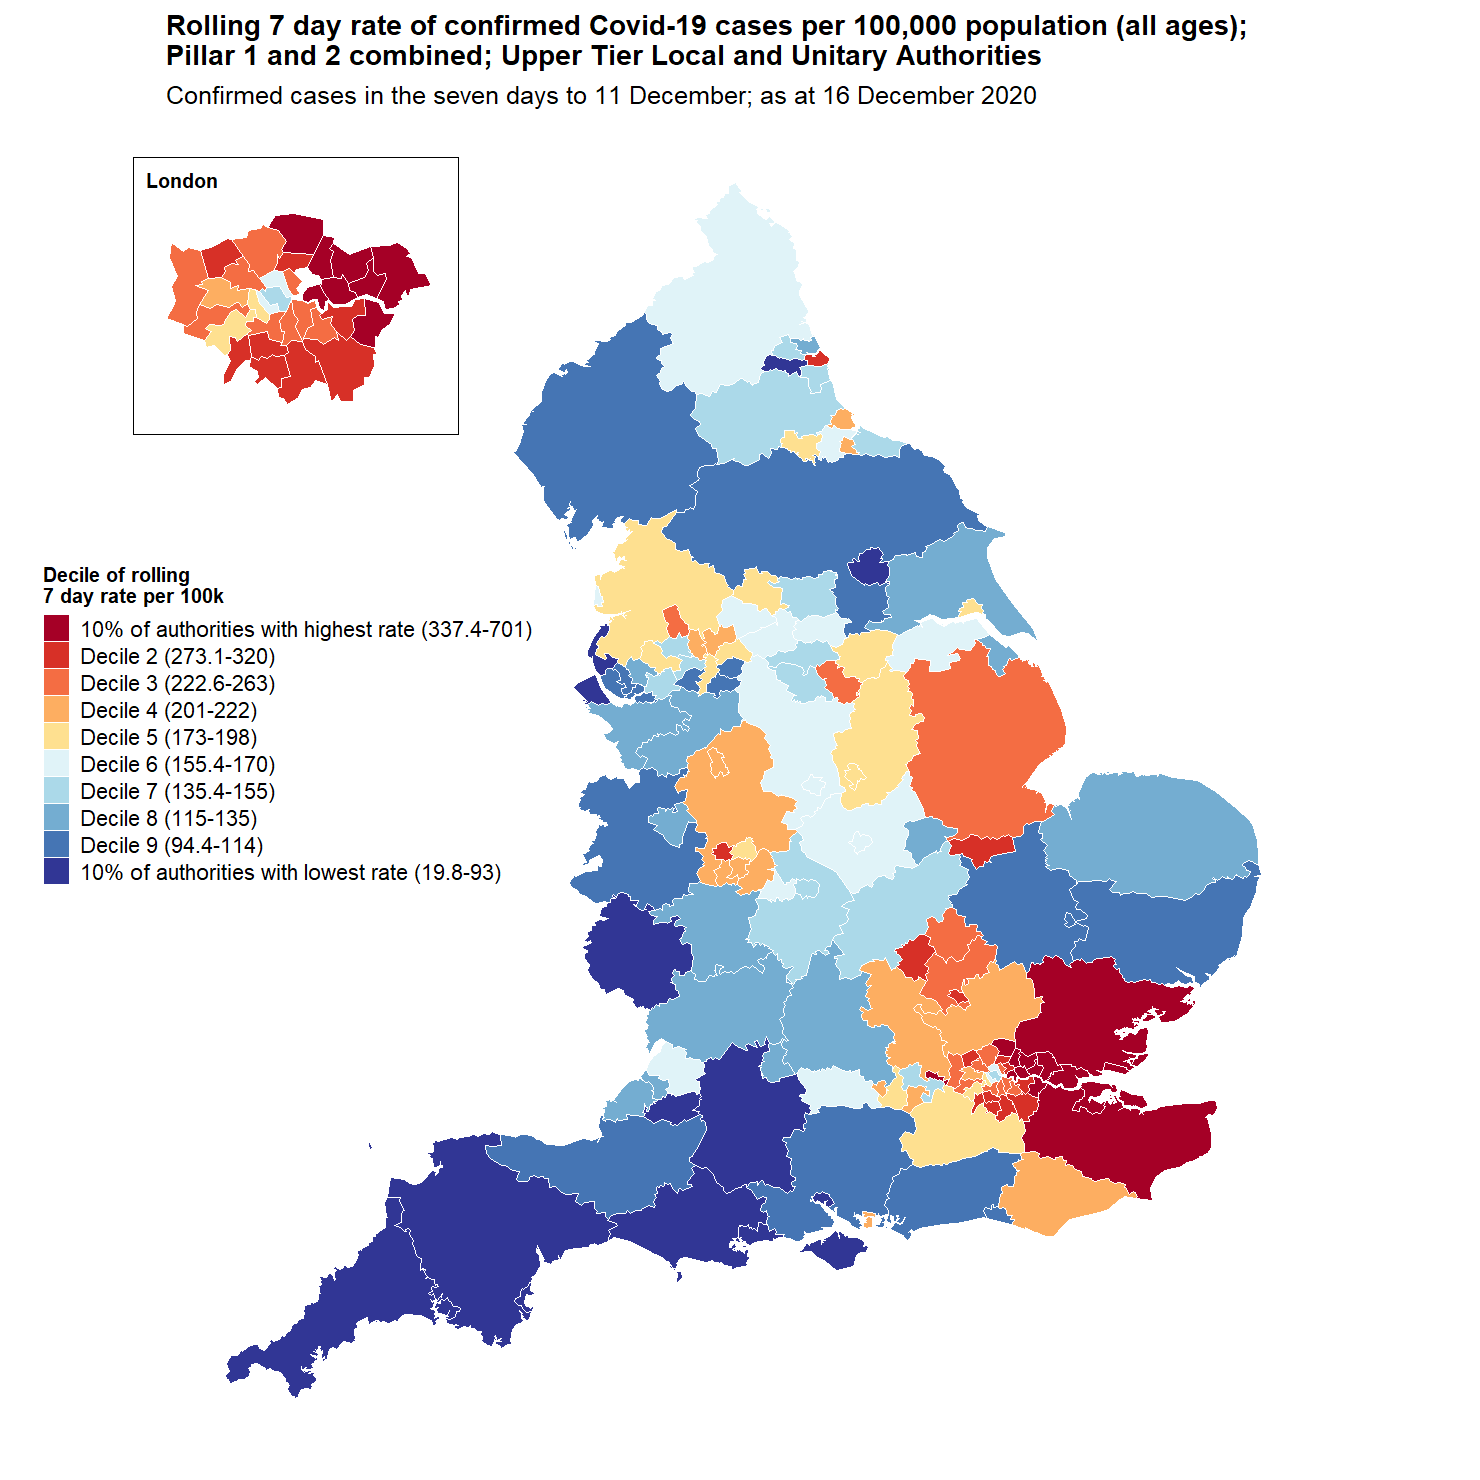 Rolling 7 day rate of confirmed Covid-19 cases per 100,000 population (all ages);
Pillar 1 and 2 combined; Upper Tier Local and Unitary Authorities
Confirmed cases in the seven days to 11 December; as at 16 December 2020
London
Decile of rolling
7 day rate per 100k
10% of authorities with highest rate (337.4-701)
Decile 2 (273.1-320)
Decile 3 (222.6-263)
Decile 4 (201-222)
Decile 5 (173-198)
Decile 6 (155.4-170)
Decile 7 (135.4-155)
Decile 8 (115-135)
Decile 9 (94.4-114)
10% of authorities with lowest rate (19.8-93)